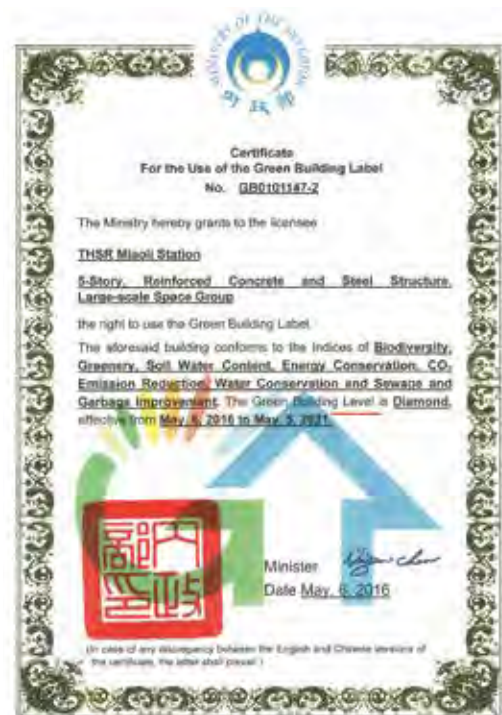 MINISTRY OF THE INTERIOR
內政部
Certificate
For the Use of the Green Building Label
No. GB0101147-2
The Ministry hereby grants to the licensee
THSR Miaoli Station
5-Story, Reinforced Concrete and Steel Structure,
Large-scale Space Group
the right to use the Green Building Label.
The aforesaid building conforms to the Indices of Biodiversity,
Greenery, Soil Water Content, Energy Conservation, CO₂
Emission Reduction, Water Conservation and Sewage and
Garbage Improvement. The Green Building Level is Diamond,
effective from May. 6, 2016 to May. 5, 2021.
內政
部印
Minister
Date May. 6, 2016
(In case of any discrepancy between the English and Chinese versions of
the certificate, the latter shall prevail.)